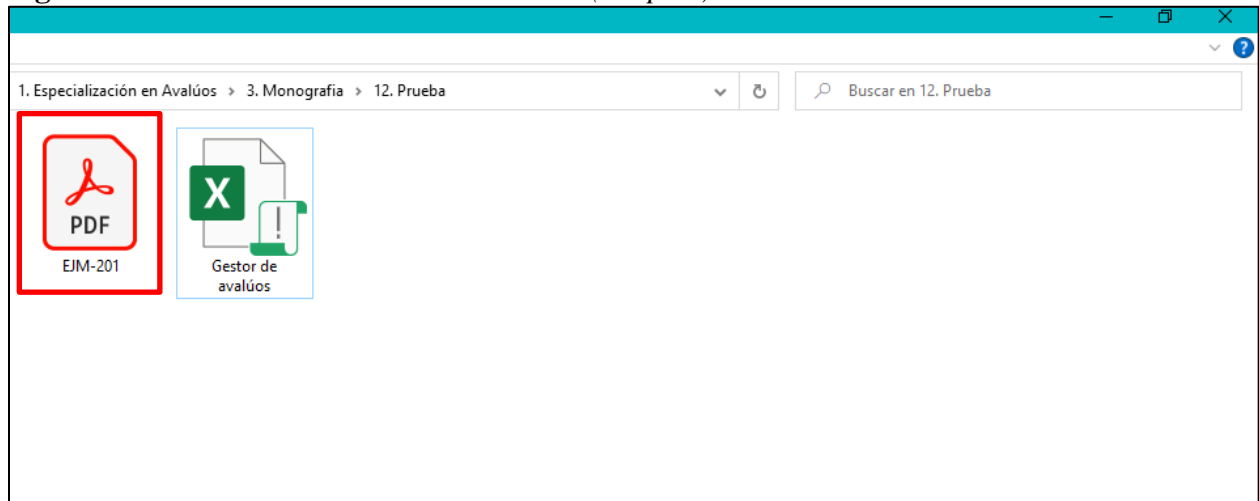 1. Especialización en Avalúos > 3. Monografia > 12. Prueba
Buscar en 12. Prueba
PDF
EJM-201
X
Gestor de
avalúos